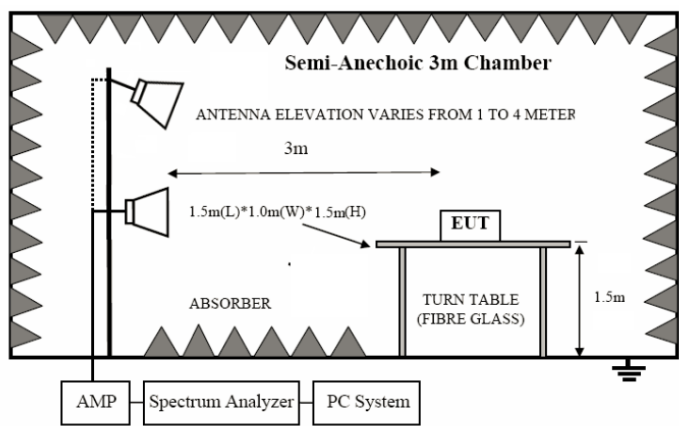 Semi-Anechoic 3m Chamber
ANTENNA ELEVATION VARIES FROM 1 TO 4 METER
3m
1.5m(L)*1.0m(W)*1.5m(H)
EUT
1.5m
ABSORBER
TURN TABLE
(FIBRE GLASS)
AMP
Spectrum Analyzer
PC System